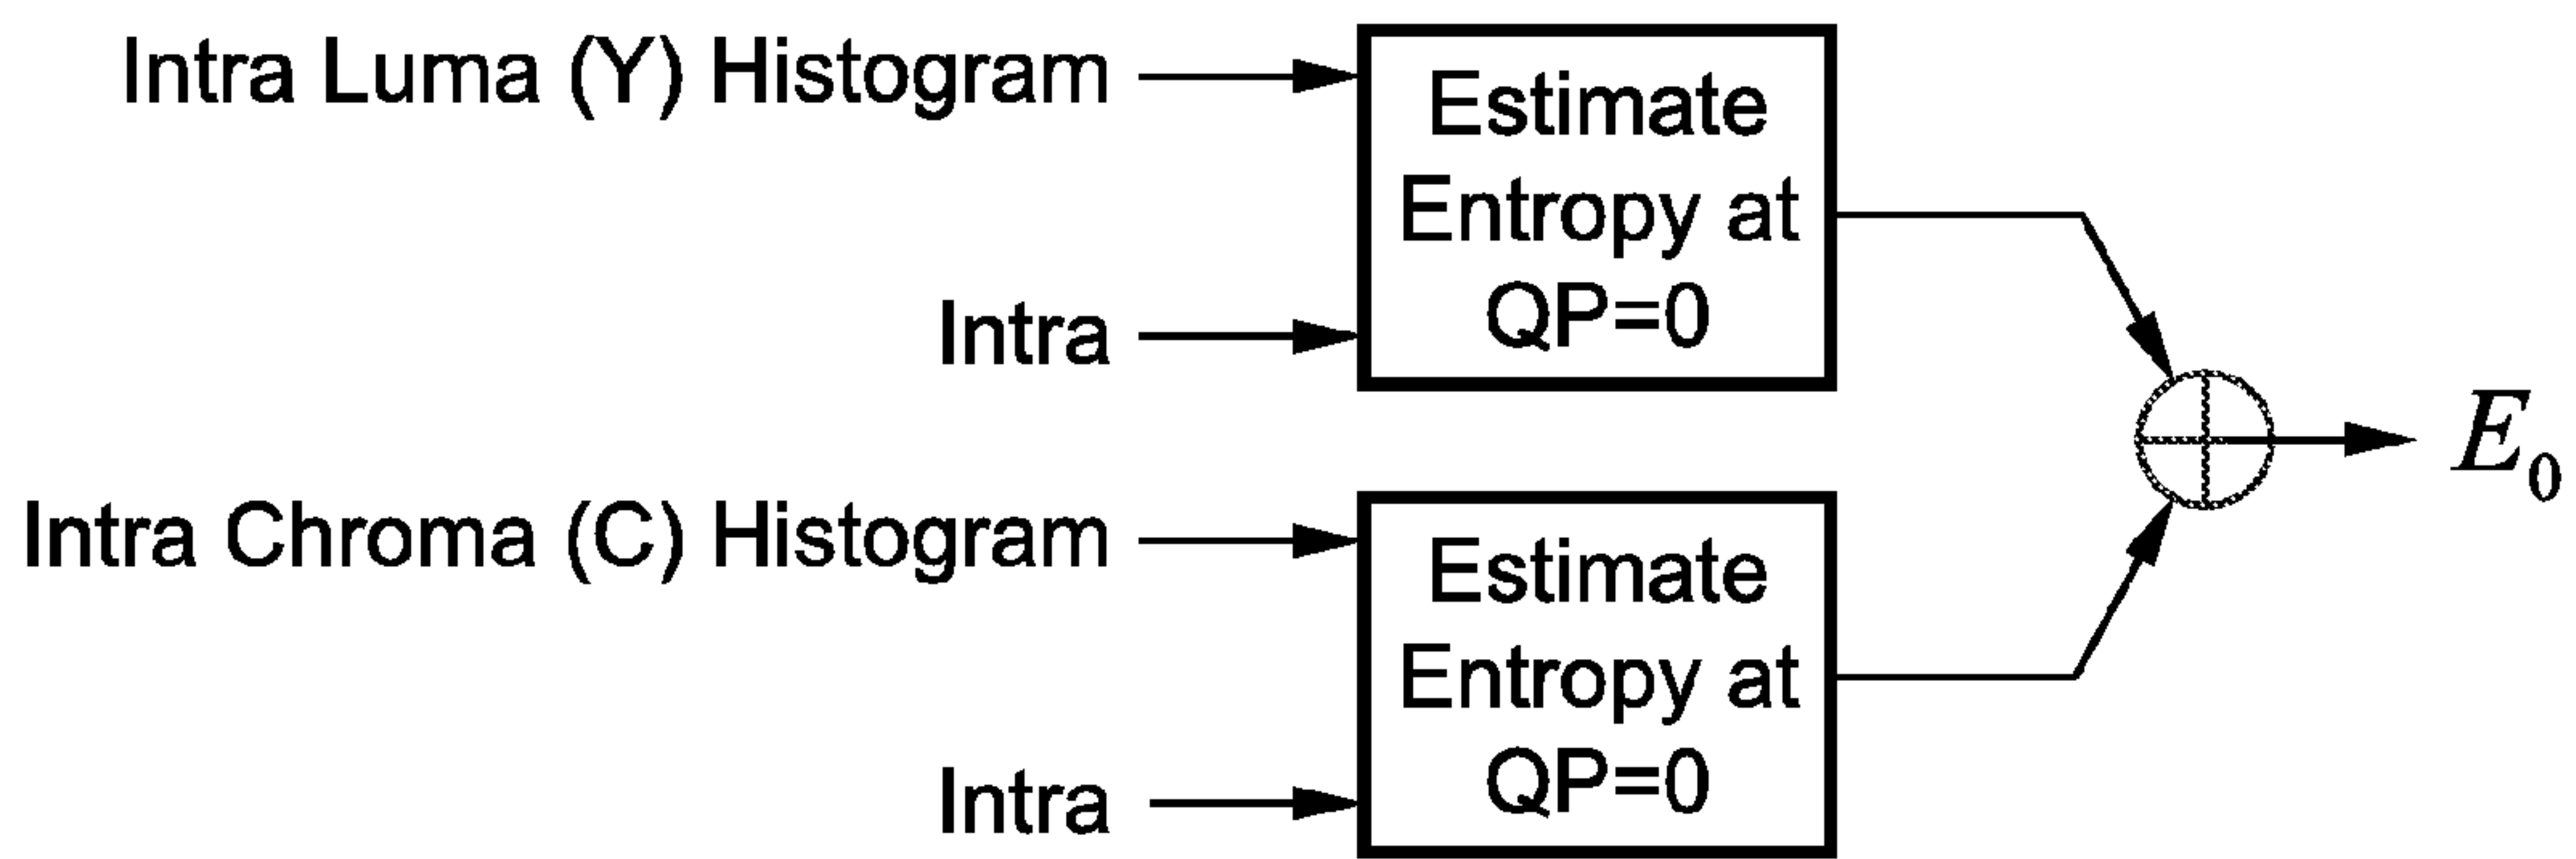 Intra Luma (Y) Histogram
Estimate
Entropy at
QP=0
Intra
E0
Intra Chroma (C) Histogram
Estimate
Entropy at
QP=0
Intra